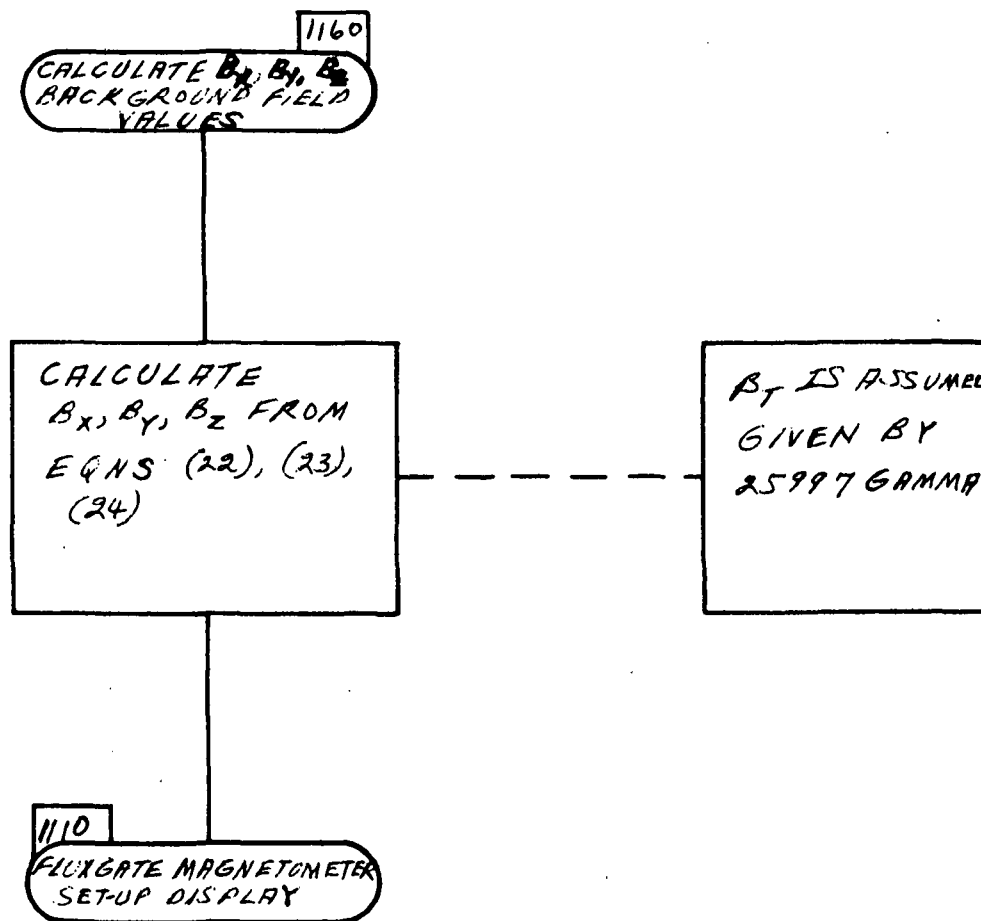 1160
CALCULATE Bx, By, Bz
BACKGROUND FIELD
VALUES
CALCULATE
Bx, By, Bz FROM
EQNS (22), (23),
(24)
BT IS ASSUMED
GIVEN BY
25997 GAMMA
1110
FLUXGATE MAGNETOMETER
SET-UP DISPLAY